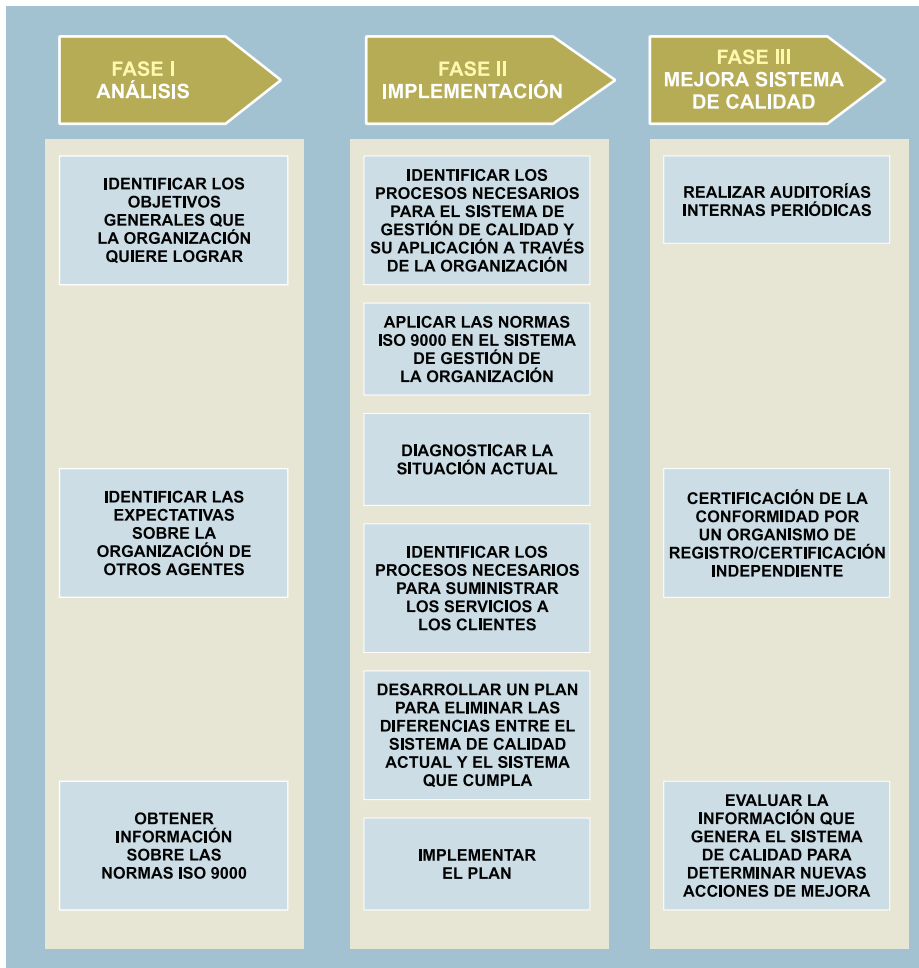 FASE I
ANÁLISIS
IDENTIFICAR LOS
OBJETIVOS
GENERALES QUE
LA ORGANIZACIÓN
QUIERE LOGRAR
IDENTIFICAR LAS
EXPECTATIVAS
SOBRE LA
ORGANIZACIÓN DE
OTROS AGENTES
OBTENER
INFORMACIÓN
SOBRE LAS
NORMAS ISO 9000
FASE II
IMPLEMENTACIÓN
IDENTIFICAR LOS
PROCESOS NECESARIOS
PARA EL SISTEMA DE
GESTIÓN DE CALIDAD Y
SU APLICACIÓN A TRAVÉS
DE LA ORGANIZACIÓN
APLICAR LAS NORMAS
ISO 9000 EN EL SISTEMA
DE GESTIÓN DE
LA ORGANIZACIÓN
DIAGNOSTICAR LA
SITUACIÓN ACTUAL
IDENTIFICAR LOS
PROCESOS NECESARIOS
PARA SUMINISTRAR
LOS SERVICIOS A
LOS CLIENTES
DESARROLLAR UN PLAN
PARA ELIMINAR LAS
DIFERENCIAS ENTRE EL
SISTEMA DE CALIDAD
ACTUAL Y EL SISTEMA
QUE CUMPLA
IMPLEMENTAR
EL PLAN
FASE III
MEJORA SISTEMA
DE CALIDAD
REALIZAR AUDITORÍAS
INTERNAS PERIÓDICAS
CERTIFICACIÓN DE LA
CONFORMIDAD POR
UN ORGANISMO DE
REGISTRO/CERTIFICACIÓN
INDEPENDIENTE
EVALUAR LA
INFORMACIÓN QUE
GENERA EL SISTEMA
DE CALIDAD PARA
DETERMINAR NUEVAS
ACCIONES DE MEJORA